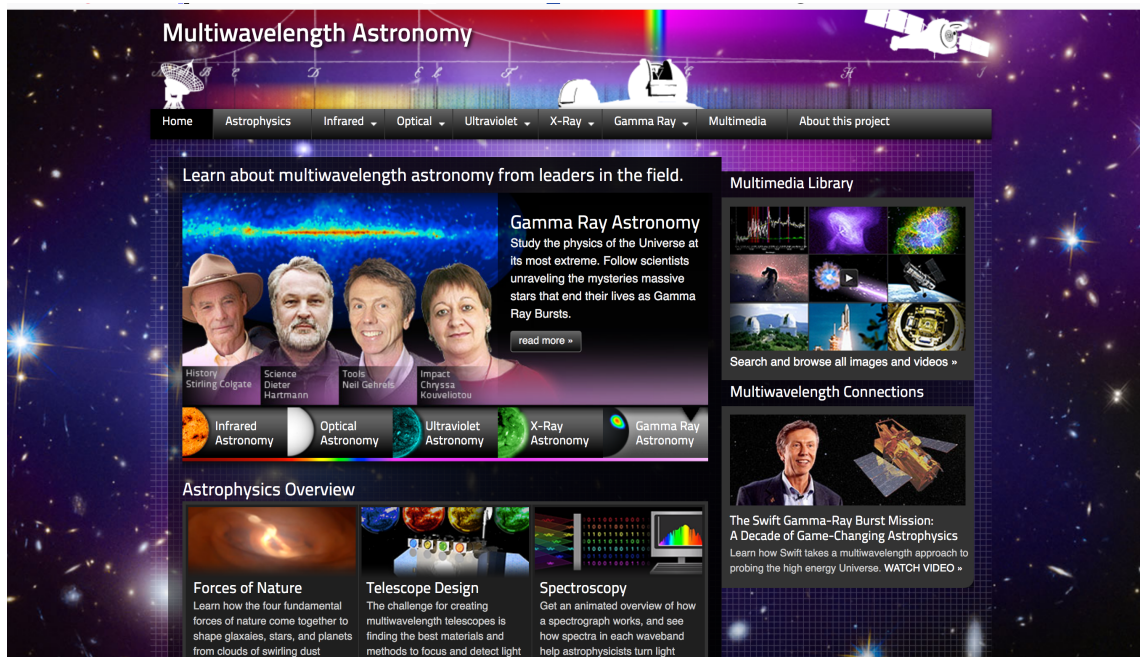 Multiwavelength Astronomy
Home
Astrophysics
Infrared
Optical
Ultraviolet
X-Ray
Gamma Ray
Multimedia
About this project
Learn about multiwavelength astronomy from leaders in the field.
Gamma Ray Astronomy
Study the physics of the Universe at
its most extreme. Follow scientists
unraveling the mysteries massive
stars that end their lives as Gamma
Ray Bursts.
read more »
History
Stirling Colgate
Science
Dieter
Hartmann
Tools
Neil Gehrels
Impact
Chryssa
Kouveliotou
Infrared
Astronomy
Optical
Astronomy
Ultraviolet
Astronomy
X-Ray
Astronomy
Gamma Ray
Astronomy
Astrophysics Overview
Forces of Nature
Learn how the four fundamental
forces of nature come together to
shape glaxaies, stars, and planets
from clouds of swirling dust
Telescope Design
The challenge for creating
multiwavelength telescopes is
finding the best materials and
methods to focus and detect light
Spectroscopy
Get an animated overview of how
a spectrograph works, and see
how spectra in each waveband
help astrophysicists turn light
Multimedia Library
Search and browse all images and videos »
Multiwavelength Connections
The Swift Gamma-Ray Burst Mission:
A Decade of Game-Changing Astrophysics
Learn how Swift takes a multiwavelength approach to
probing the high energy Universe. WATCH VIDEO »